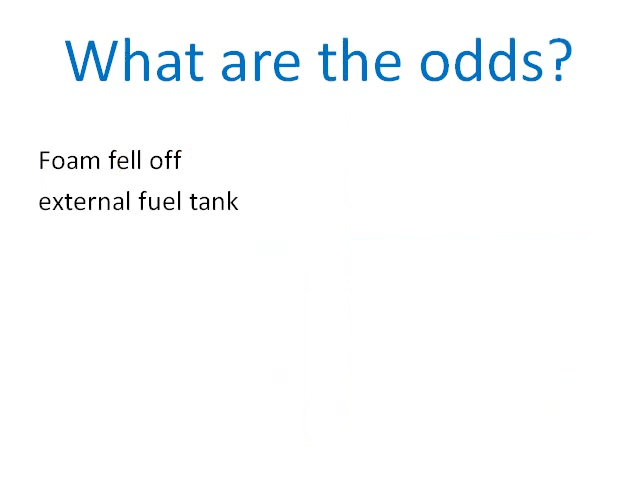 What are the odds?
Foam fell off
external fuel tank